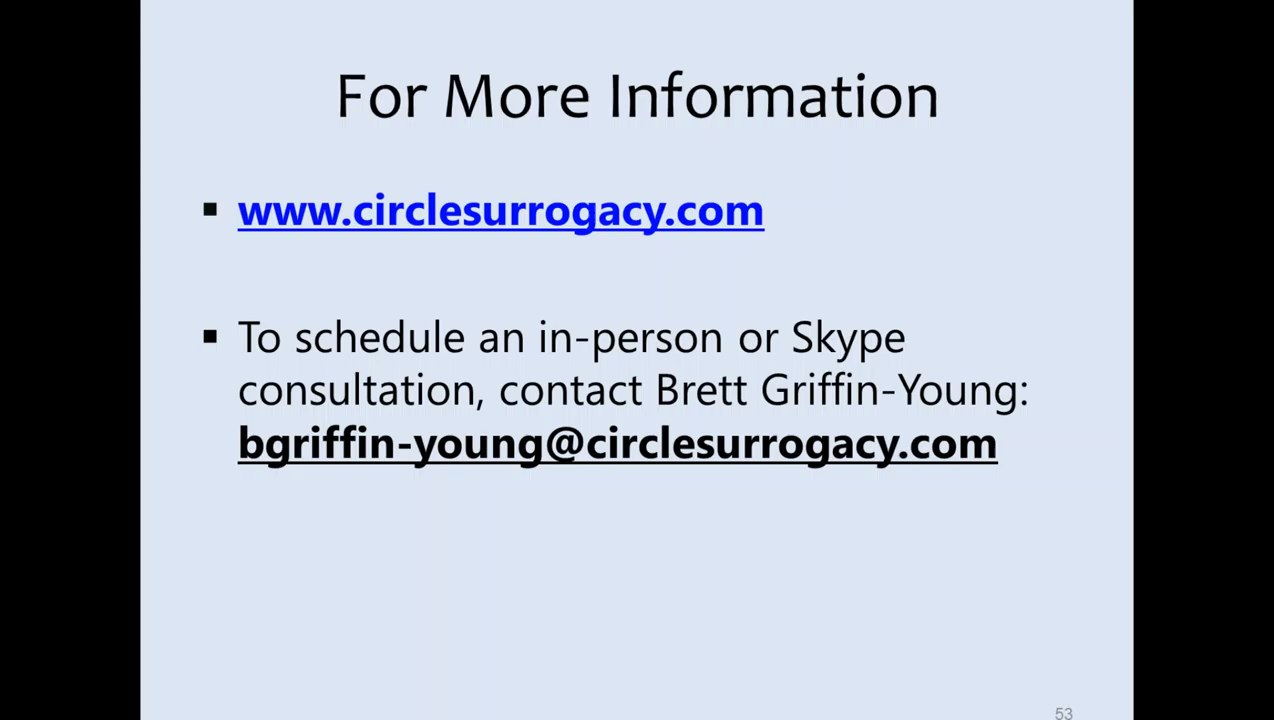 For More Information
▪ www.circlesurrogacy.com
▪ To schedule an in-person or Skype
consultation, contact Brett Griffin-Young:
bgriffin-young@circlesurrogacy.com
53